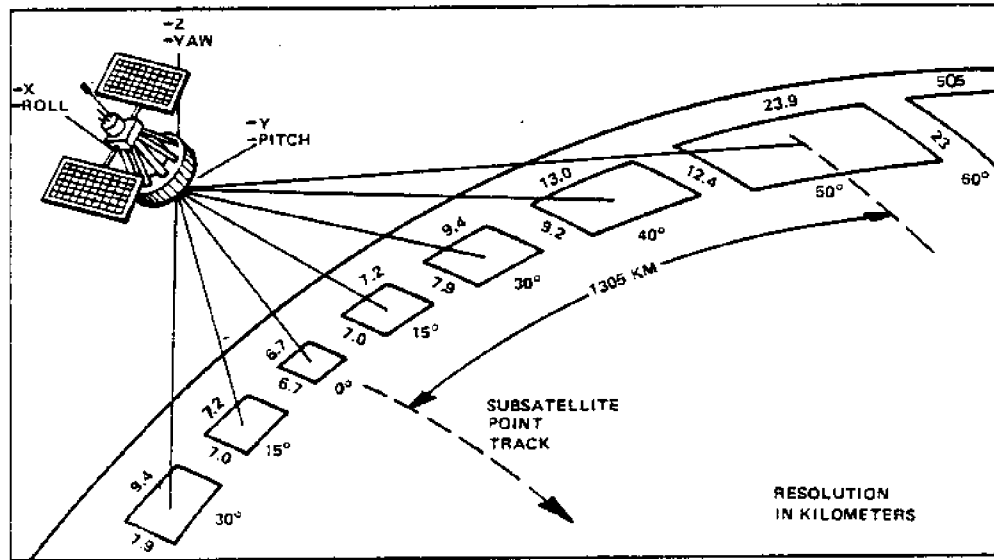 -Z
-YAW
-X
-ROLL
-Y
-PITCH
505
23.9
23
60°
50°
12.4
13.0
9.2
40°
9.4
7.9
30°
1305 KM
7.2
7.0
15°
6.7
6.7
0°
SUBSATELLITE
POINT
TRACK
7.2
7.0
15°
9.4
7.9
30°
RESOLUTION
IN KILOMETERS